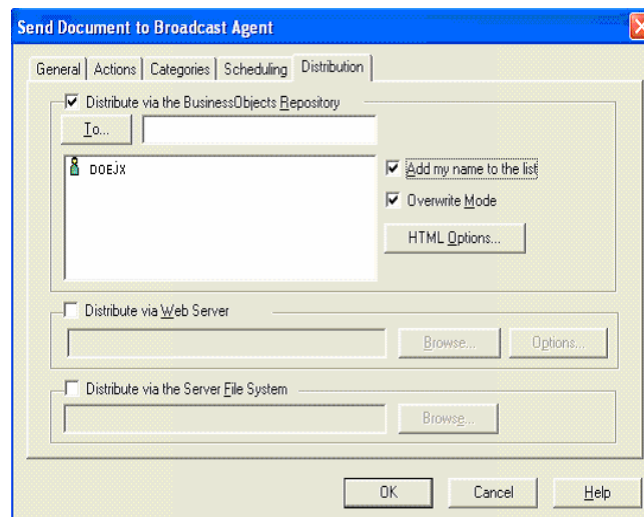 Send Document to Broadcast Agent
General Actions Categories Scheduling Distribution
Distribute via the BusinessObjects Repository
To...
DOEJX
Add my name to the list
Overwrite Mode
HTML Options...
Distribute via Web Server
Browse... Options...
Distribute via the Server File System
Browse...
OK Cancel Help